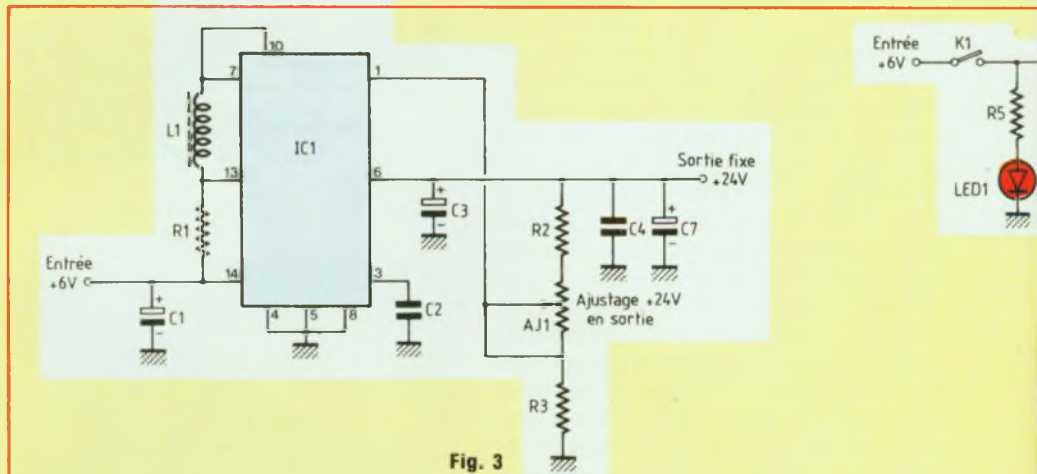 10
7
1
L1
IC1
13
6
R1
Entrée
+6V
14
3
C1
4
5
8
C2
+
-
C3
+
-
R2
C4
+
-
C7
Sortie fixe
+24V
Ajustage +24V
en sortie
AJ1
R3
Entrée
+6V
K1
R5
LED1
Fig. 3